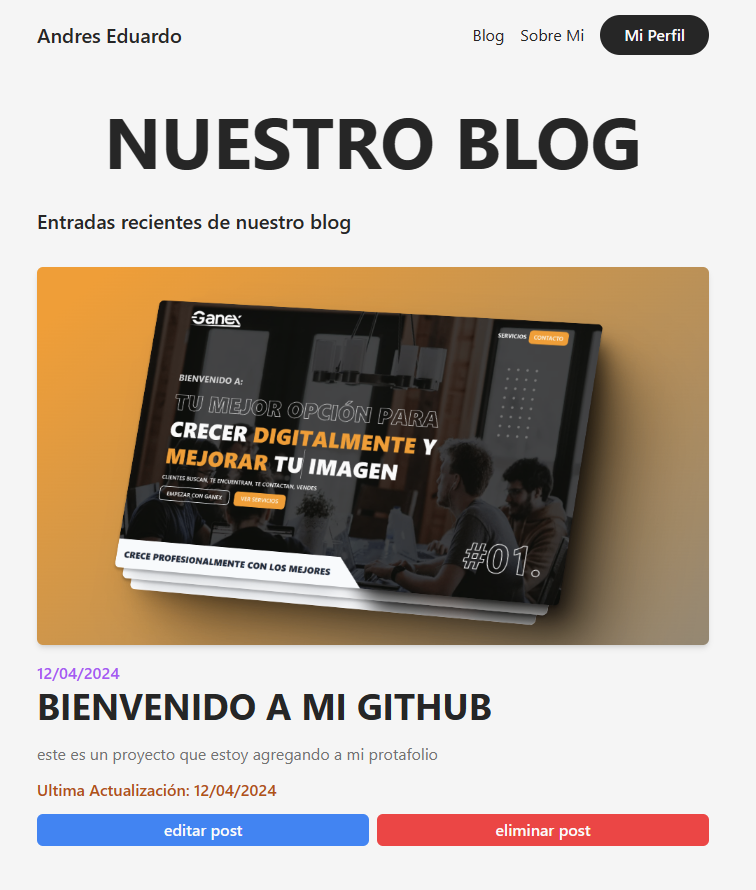 Andres Eduardo
Blog Sobre Mi Mi Perfil
NUESTRO BLOG
Entradas recientes de nuestro blog
Ganex
SERVICIOS CONTACTO
BIENVENIDO A:
TU MEJOR OPCIÓN PARA
CRECER DIGITALMENTE Y
MEJORAR TU IMAGEN
CLIENTES BUSCAN, TE ENCUENTRAN, TE CONTACTAN, VENDES
EMPEZAR CON GANEX VER SERVICIOS
CRECE PROFESIONALMENTE CON LOS MEJORES
#01.
12/04/2024
BIENVENIDO A MI GITHUB
este es un proyecto que estoy agregando a mi protafolio
Ultima Actualización: 12/04/2024
editar post eliminar post